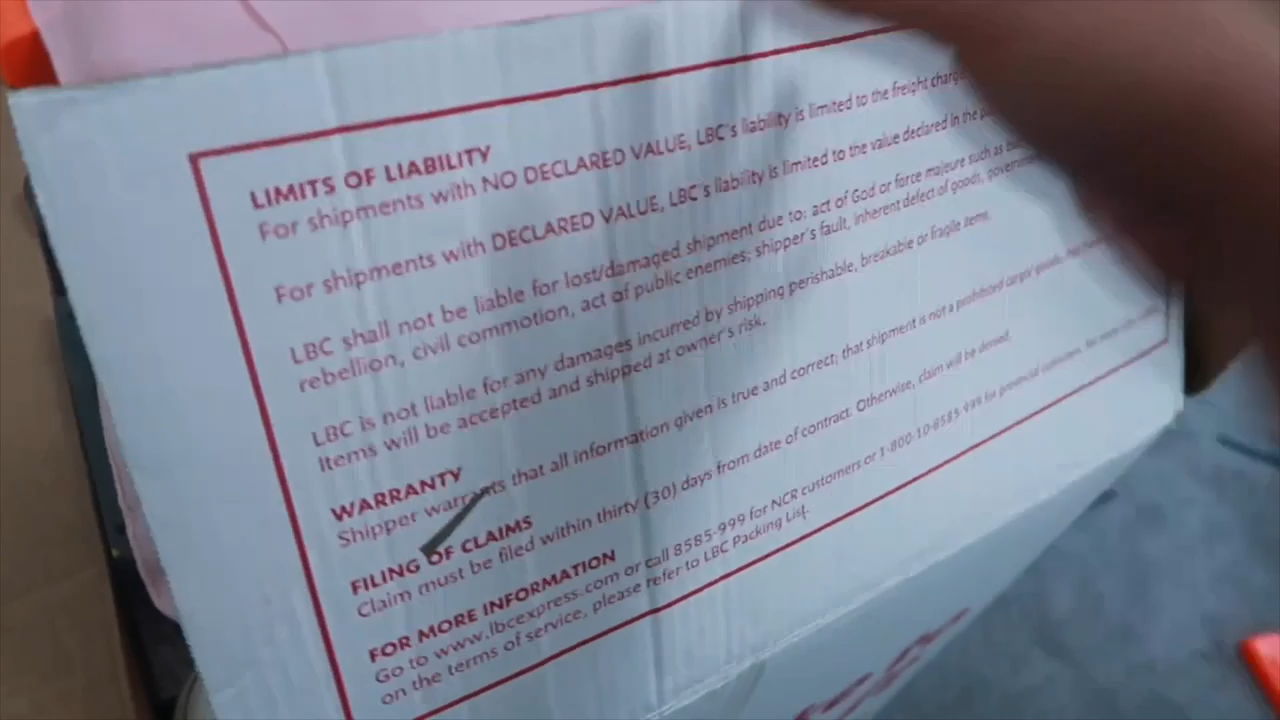 LIMITS OF LIABILITY
For shipments with NO DECLARED VALUE, LBC's liability is limited to the freight
For shipments with DECLARED VALUE, LBC's liability is limited to the value declared in the
LBC shall not be liable for lost/damaged shipment due to: act of God or force majeure such as
rebellion, civil commotion, act of public enemies; shipper's fault, inherent defect of goods,
LBC is not liable for any damages incurred by shipping perishable, breakable or fragile items.
Items will be accepted and shipped at owner's risk.
WARRANTY
Shipper warrants that all information given is true and correct; that shipment is not a prohibited cargo/
FILING OF CLAIMS
Claim must be filed within thirty (30) days from date of contract. Otherwise, claim will be denied.
FOR MORE INFORMATION
Go to www.lbcexpress.com or call 8585-999 for NCR customers or 1-800-10-8585-999 for provincial customers. For more
on the terms of service, please refer to LBC Packing List.